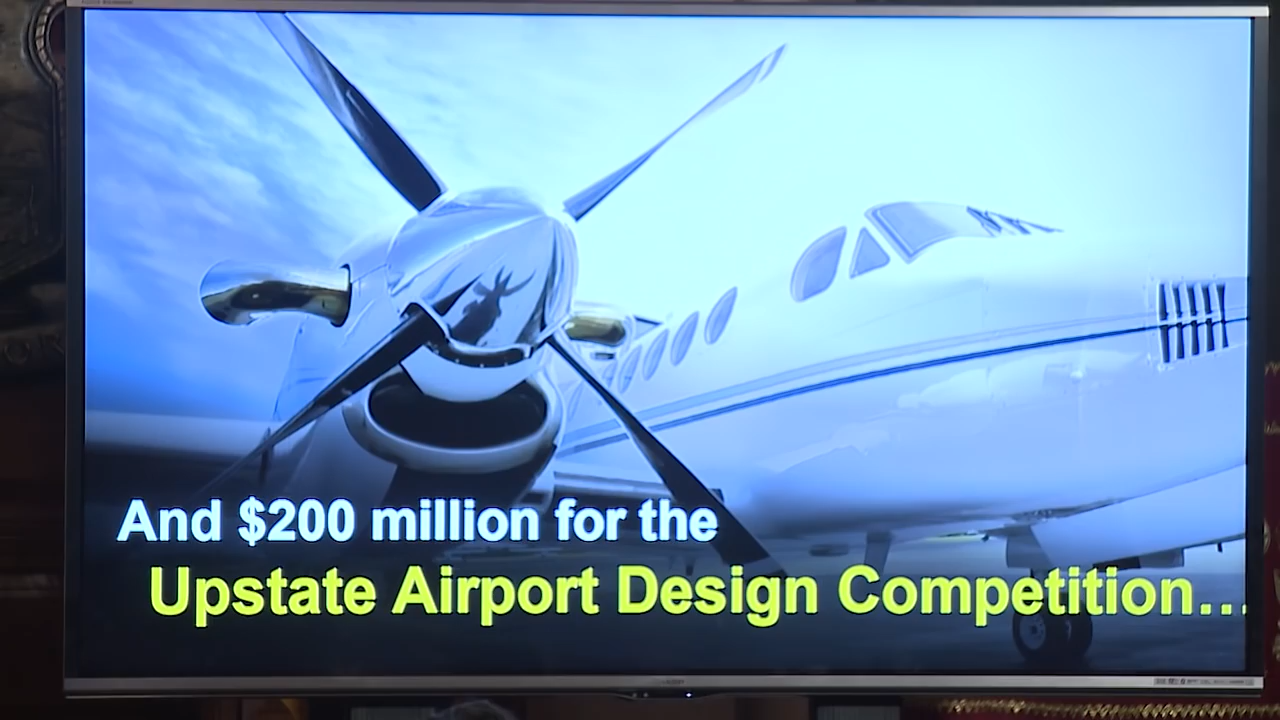 And $200 million for the
Upstate Airport Design Competition...